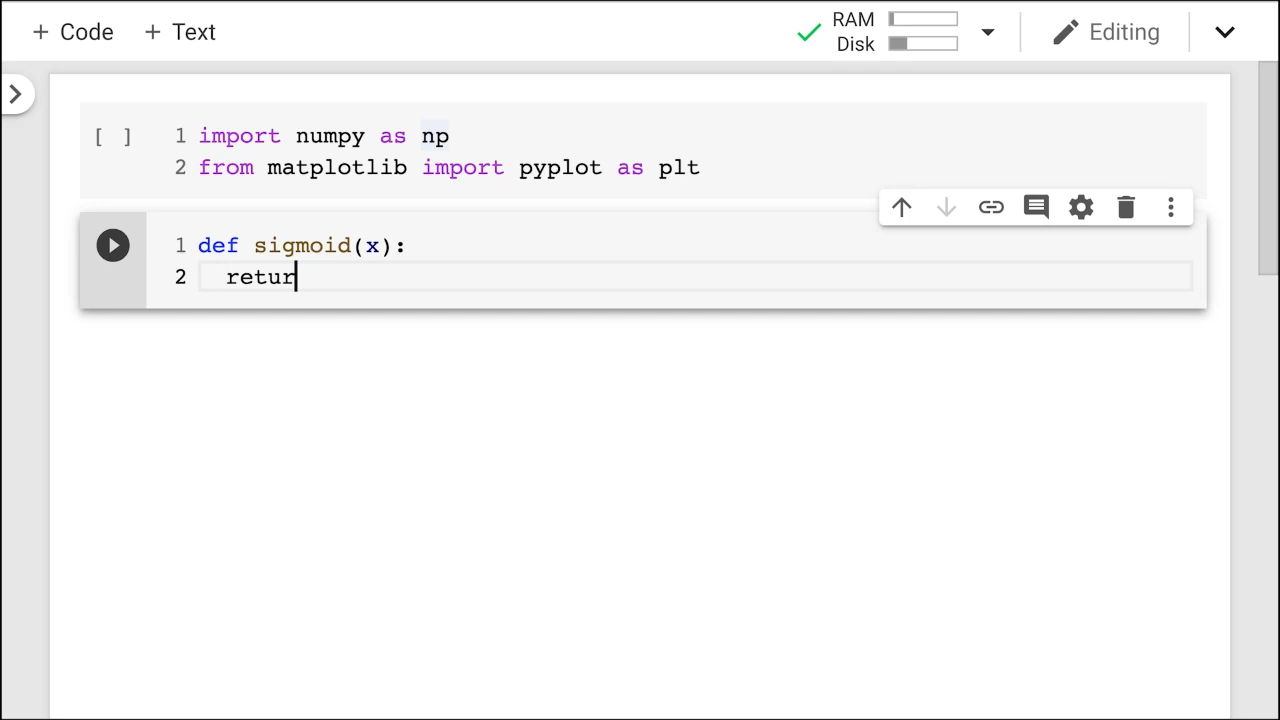 + Code + Text
RAM
Disk
Editing
[ ] 1 import numpy as np
2 from matplotlib import pyplot as plt
1 def sigmoid(x):
2 retur